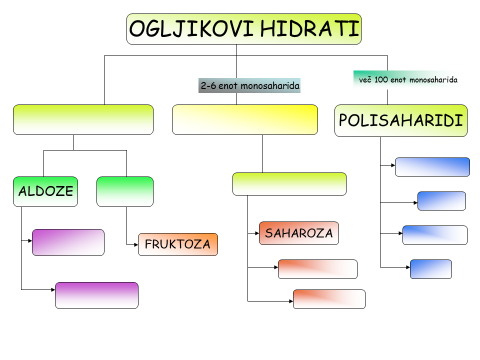 OGLJIKOVI HIDRATI
2-6 enot monosaharida
več 100 enot monosaharida
POLISAHARIDI
ALDOZE
FRUKTOZA
SAHAROZA